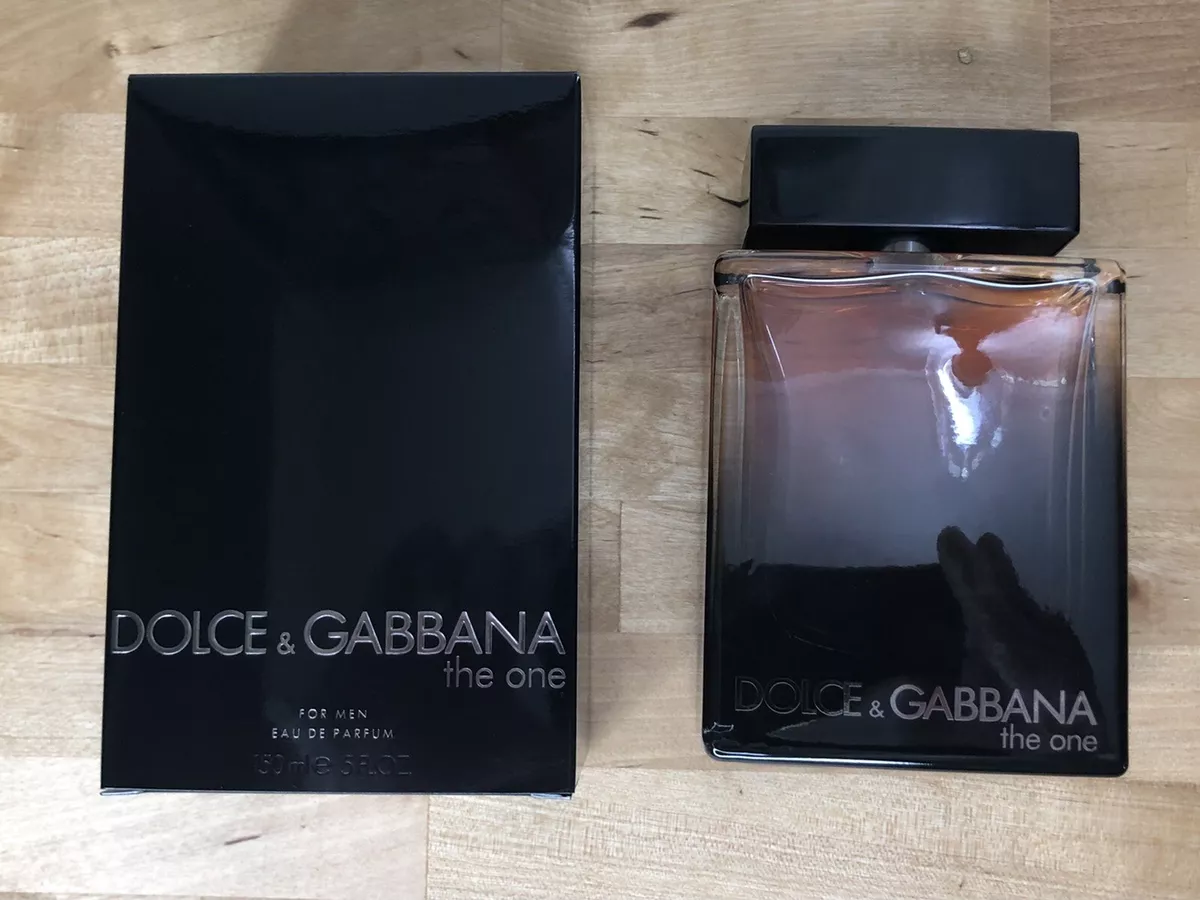 DOLCE & GABBANA
the one
FOR MEN
EAU DE PARFUM
150 ml e 5 FL.OZ.
DOLCE & GABBANA
the one